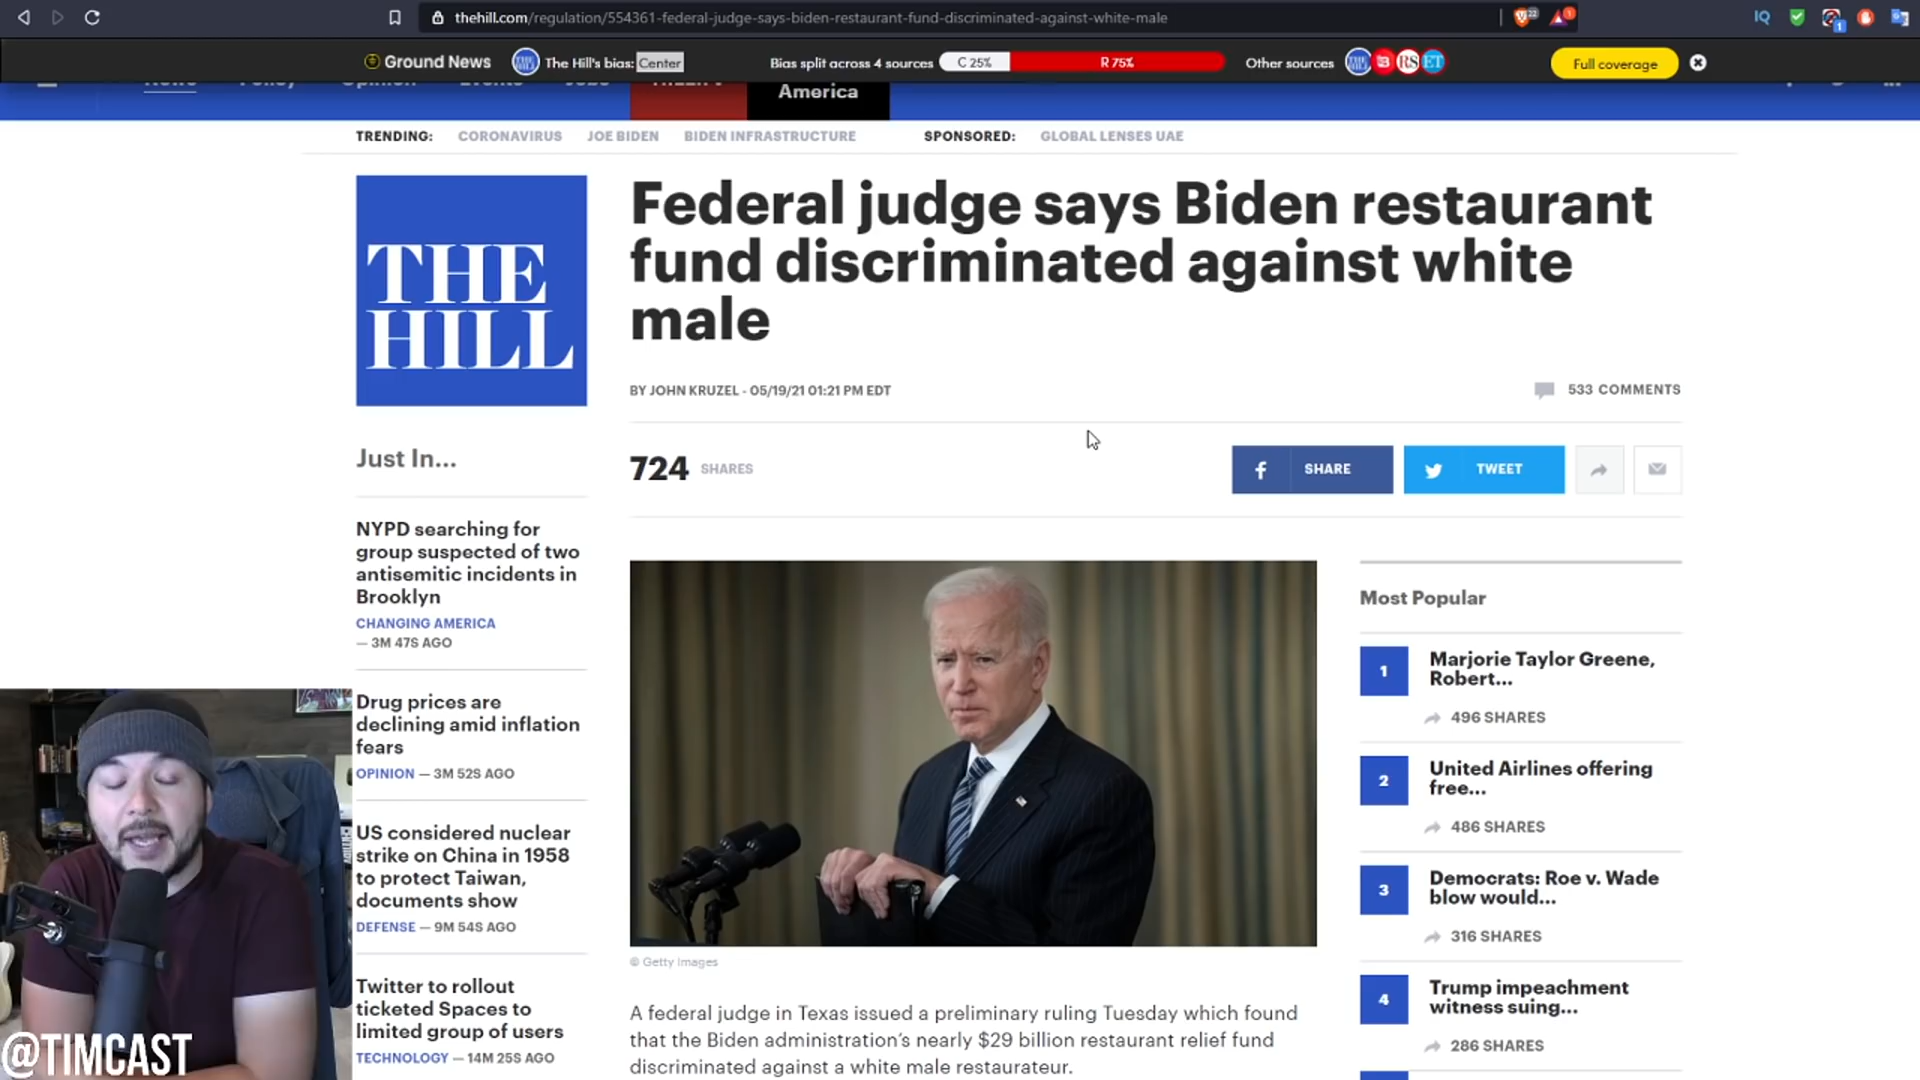 thehill.com/regulation/554361-federal-judge-says-biden-restaurant-fund-discriminated-against-white-male
22
1
IQ
1
Ground News
THE HILL
The Hill's bias: Center
Bias split across 4 sources
C 25%
R 75%
Other sources
RS
ET
Full coverage
News
Policy
Opinion
Events
Jobs
America
TRENDING:
CORONAVIRUS
JOE BIDEN
BIDEN INFRASTRUCTURE
SPONSORED:
GLOBAL LENSES UAE
THE
HILL
Federal judge says Biden restaurant
fund discriminated against white
male
BY JOHN KRUZEL - 05/19/21 01:21 PM EDT
533 COMMENTS
724 SHARES
SHARE
TWEET
Just In...
NYPD searching for
group suspected of two
antisemitic incidents in
Brooklyn
CHANGING AMERICA
— 3M 47S AGO
Drug prices are
declining amid inflation
fears
OPINION — 3M 52S AGO
US considered nuclear
strike on China in 1958
to protect Taiwan,
documents show
DEFENSE — 9M 54S AGO
Twitter to rollout
ticketed Spaces to
limited group of users
TECHNOLOGY — 14M 25S AGO
© Getty Images
A federal judge in Texas issued a preliminary ruling Tuesday which found
that the Biden administration's nearly $29 billion restaurant relief fund
discriminated against a white male restaurateur.
Most Popular
1
Marjorie Taylor Greene,
Robert...
496 SHARES
2
United Airlines offering
free...
486 SHARES
3
Democrats: Roe v. Wade
blow would...
316 SHARES
4
Trump impeachment
witness suing...
286 SHARES
@TIMCAST